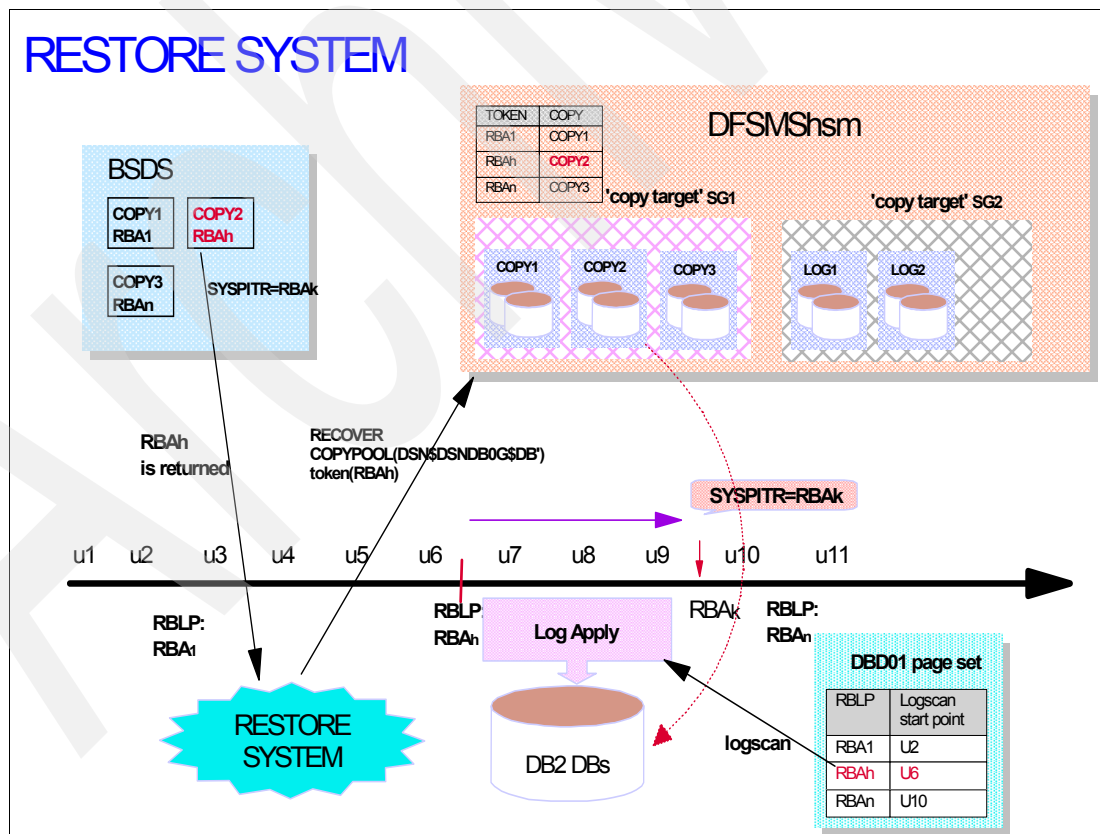 RESTORE SYSTEM
BSDS
COPY1
RBA1
COPY2
RBAh
COPY3
RBAn
SYSPITR=RBAk
TOKEN COPY
RBA1 COPY1
RBAh COPY2
RBAn COPY3
DFSMShsm
'copy target' SG1
'copy target' SG2
COPY1
COPY2
COPY3
LOG1
LOG2
RBAh
is returned
RECOVER
COPYPOOL(DSN$DSNDB0G$DB')
token(RBAh)
SYSPITR=RBAk
u1 u2 u3 u4 u5 u6 u7 u8 u9 u10 u11
RBLP:
RBA1
RBLP:
RBAh
Log Apply
RBAk
RBLP:
RBAn
RESTORE
SYSTEM
DB2 DBs
logscan
DBD01 page set
RBLP Logscan
start point
RBA1 U2
RBAh U6
RBAn U10